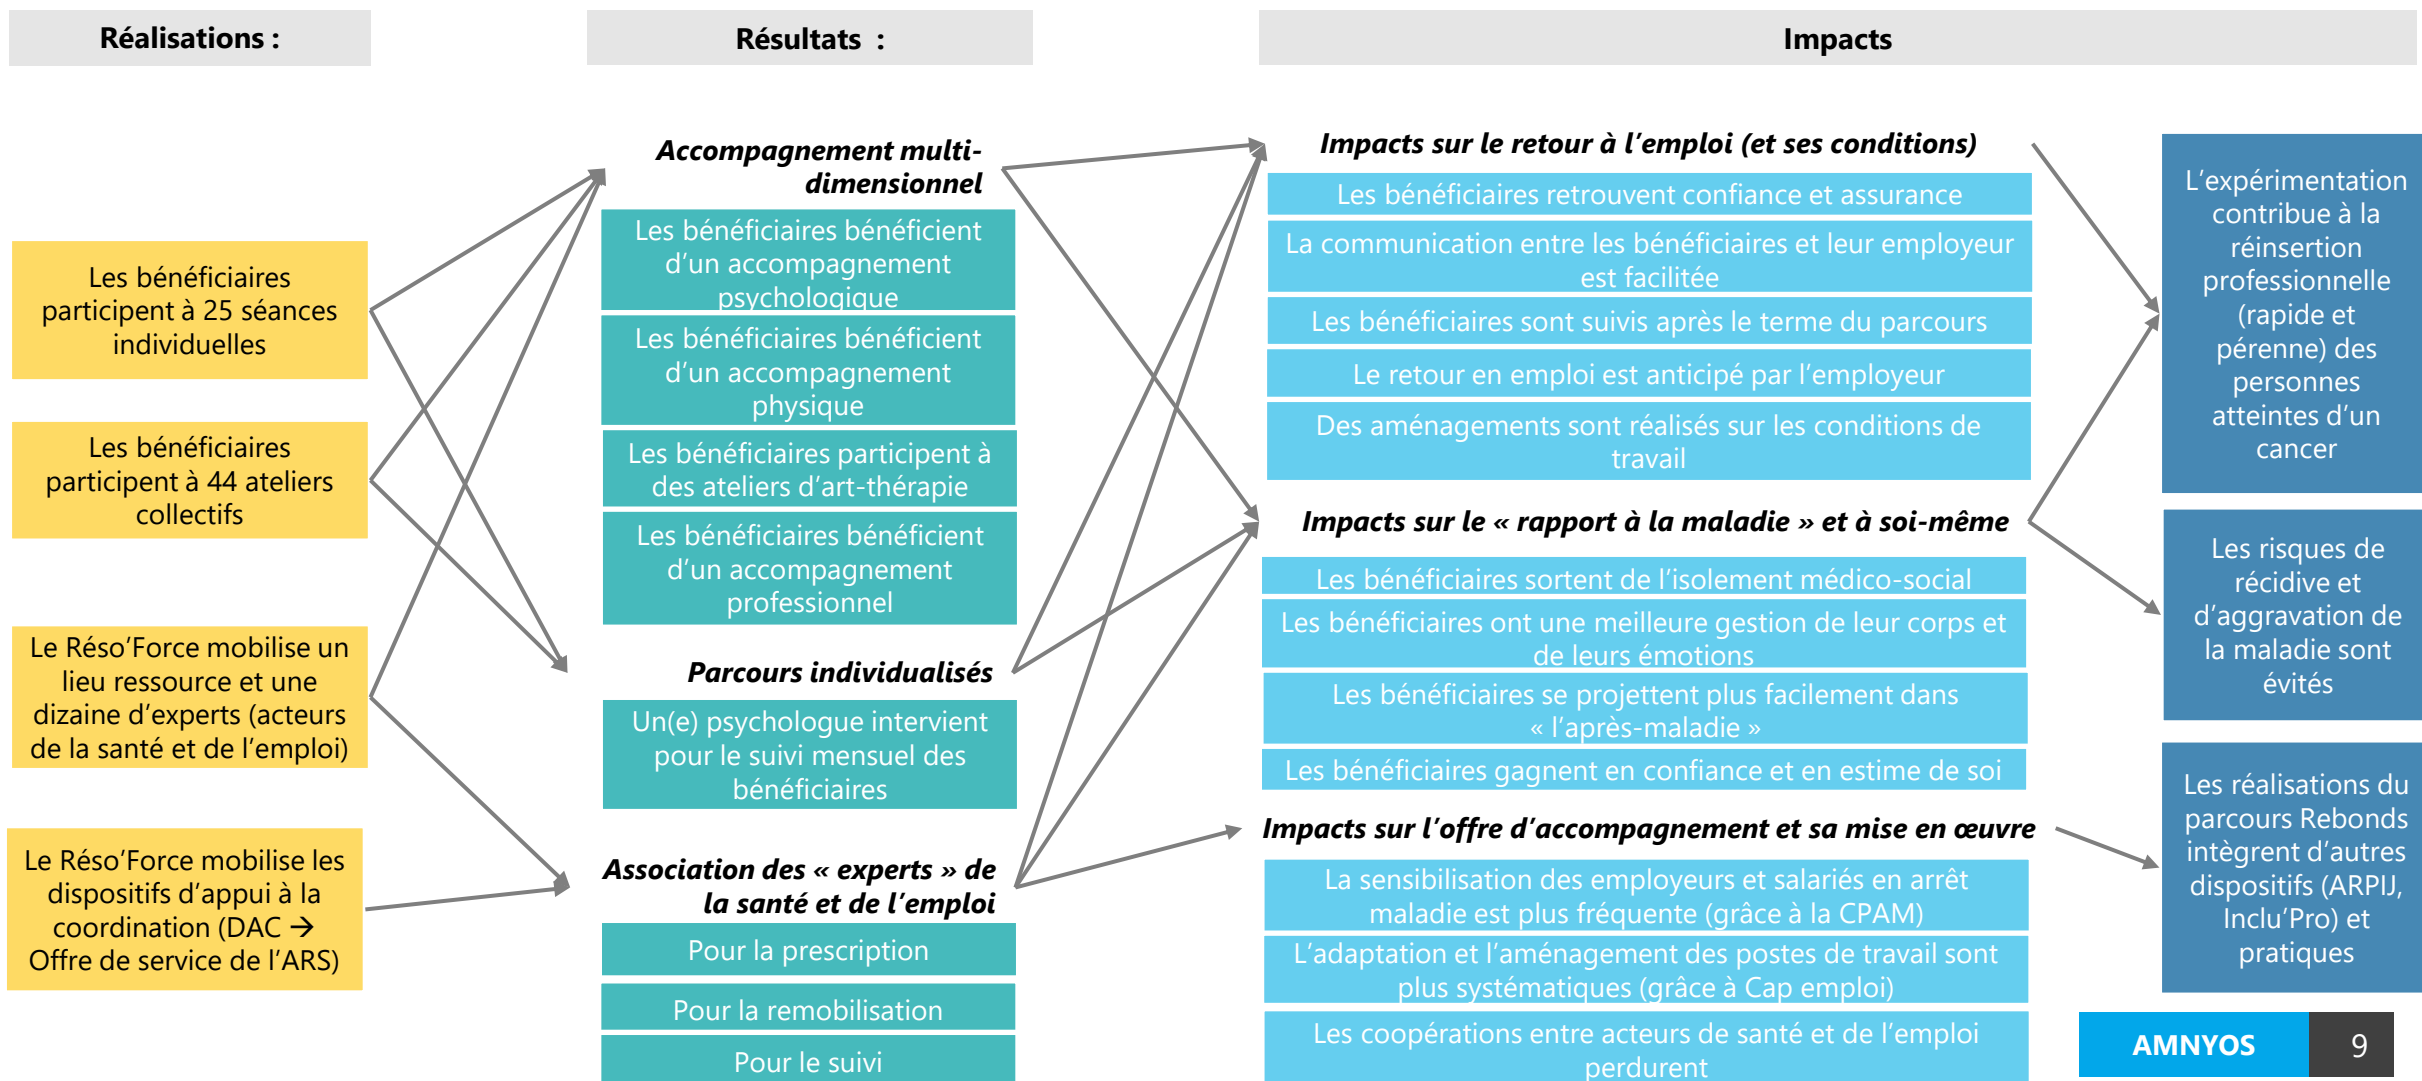 Réalisations :
Résultats :
Impacts
Les bénéficiaires
participent à 25 séances
individuelles
Les bénéficiaires
participent à 44 ateliers
collectifs
Le Réso’Force mobilise un
lieu ressource et une
dizaine d’experts (acteurs
de la santé et de l’emploi)
Le Réso’Force mobilise les
dispositifs d’appui à la
coordination (DAC →
Offre de service de l’ARS)
Accompagnement multi-
dimensionnel
Les bénéficiaires bénéficient
d’un accompagnement
psychologique
Les bénéficiaires bénéficient
d’un accompagnement
physique
Les bénéficiaires participent à
des ateliers d’art-thérapie
Les bénéficiaires bénéficient
d’un accompagnement
professionnel
Parcours individualisés
Un(e) psychologue intervient
pour le suivi mensuel des
bénéficiaires
Association des « experts » de
la santé et de l’emploi
Pour la prescription
Pour la remobilisation
Pour le suivi
Impacts sur le retour à l’emploi (et ses conditions)
Les bénéficiaires retrouvent confiance et assurance
La communication entre les bénéficiaires et leur employeur
est facilitée
Les bénéficiaires sont suivis après le terme du parcours
Le retour en emploi est anticipé par l’employeur
Des aménagements sont réalisés sur les conditions de
travail
Impacts sur le « rapport à la maladie » et à soi-même
Les bénéficiaires sortent de l’isolement médico-social
Les bénéficiaires ont une meilleure gestion de leur corps et
de leurs émotions
Les bénéficiaires se projettent plus facilement dans
« l’après-maladie »
Les bénéficiaires gagnent en confiance et en estime de soi
Impacts sur l’offre d’accompagnement et sa mise en œuvre
La sensibilisation des employeurs et salariés en arrêt
maladie est plus fréquente (grâce à la CPAM)
L’adaptation et l’aménagement des postes de travail sont
plus systématiques (grâce à Cap emploi)
Les coopérations entre acteurs de santé et de l’emploi
perdurent
L’expérimentation
contribue à la
réinsertion
professionnelle
(rapide et
pérenne) des
personnes
atteintes d’un
cancer
Les risques de
récidive et
d’aggravation de
la maladie sont
évités
Les réalisations du
parcours Rebonds
intègrent d’autres
dispositifs (ARPIJ,
Inclu’Pro) et
pratiques
AMNYOS
9